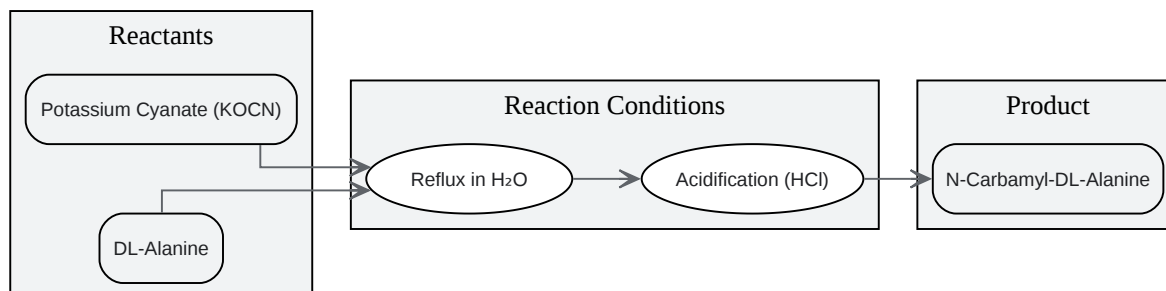 Reactants
Potassium Cyanate (KOCN)
DL-Alanine
Reaction Conditions
Reflux in H₂O
Acidification (HCl)
Product
N-Carbamyl-DL-Alanine